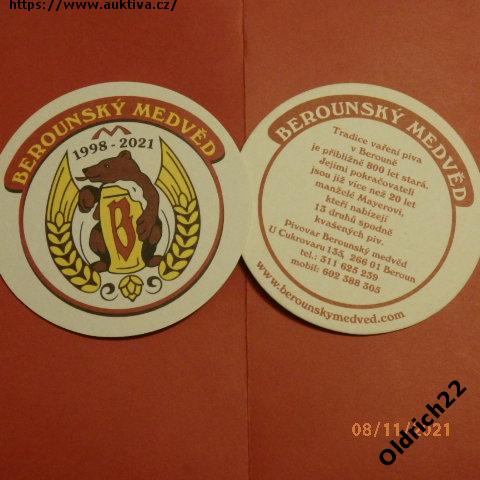 https://www.auktiva.cz/
BEROUNSKÝ MEDVĚD
1998 - 2021
B
BEROUNSKÝ MEDVĚD
Tradice vaření piva
v Berouně
je přibližně 800 let stará.
Jejími pokračovateli
jsou již více než 20 let
manželé Mayerovi,
kteří nabízejí
13 druhů spodně
kvašených piv.
Pivovar Berounský medvěd
U Cukrovaru 135, 266 01 Beroun
tel.: 311 625 239
mobil: 602 388 305
www.berounskymedved.com
08/11/2021
Oldrich22